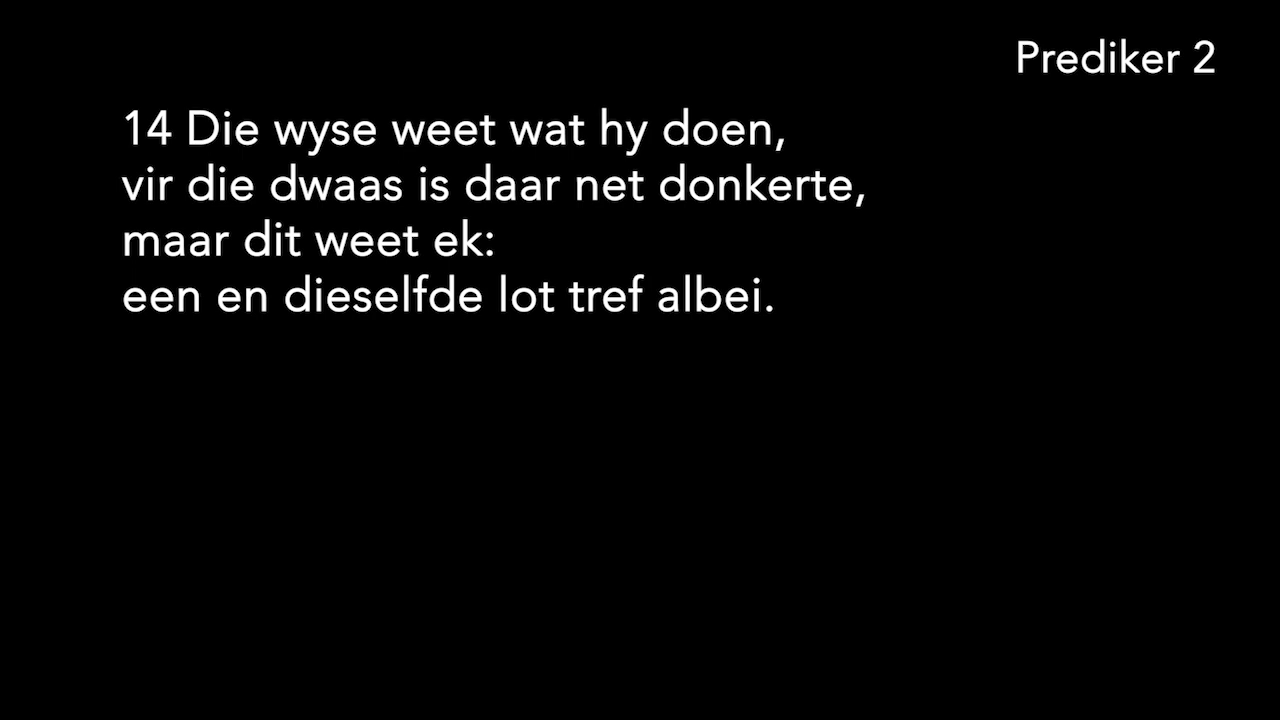 Prediker 2
14 Die wyse weet wat hy doen,
vir die dwaas is daar net donkerte,
maar dit weet ek:
een en dieselfde lot tref albei.